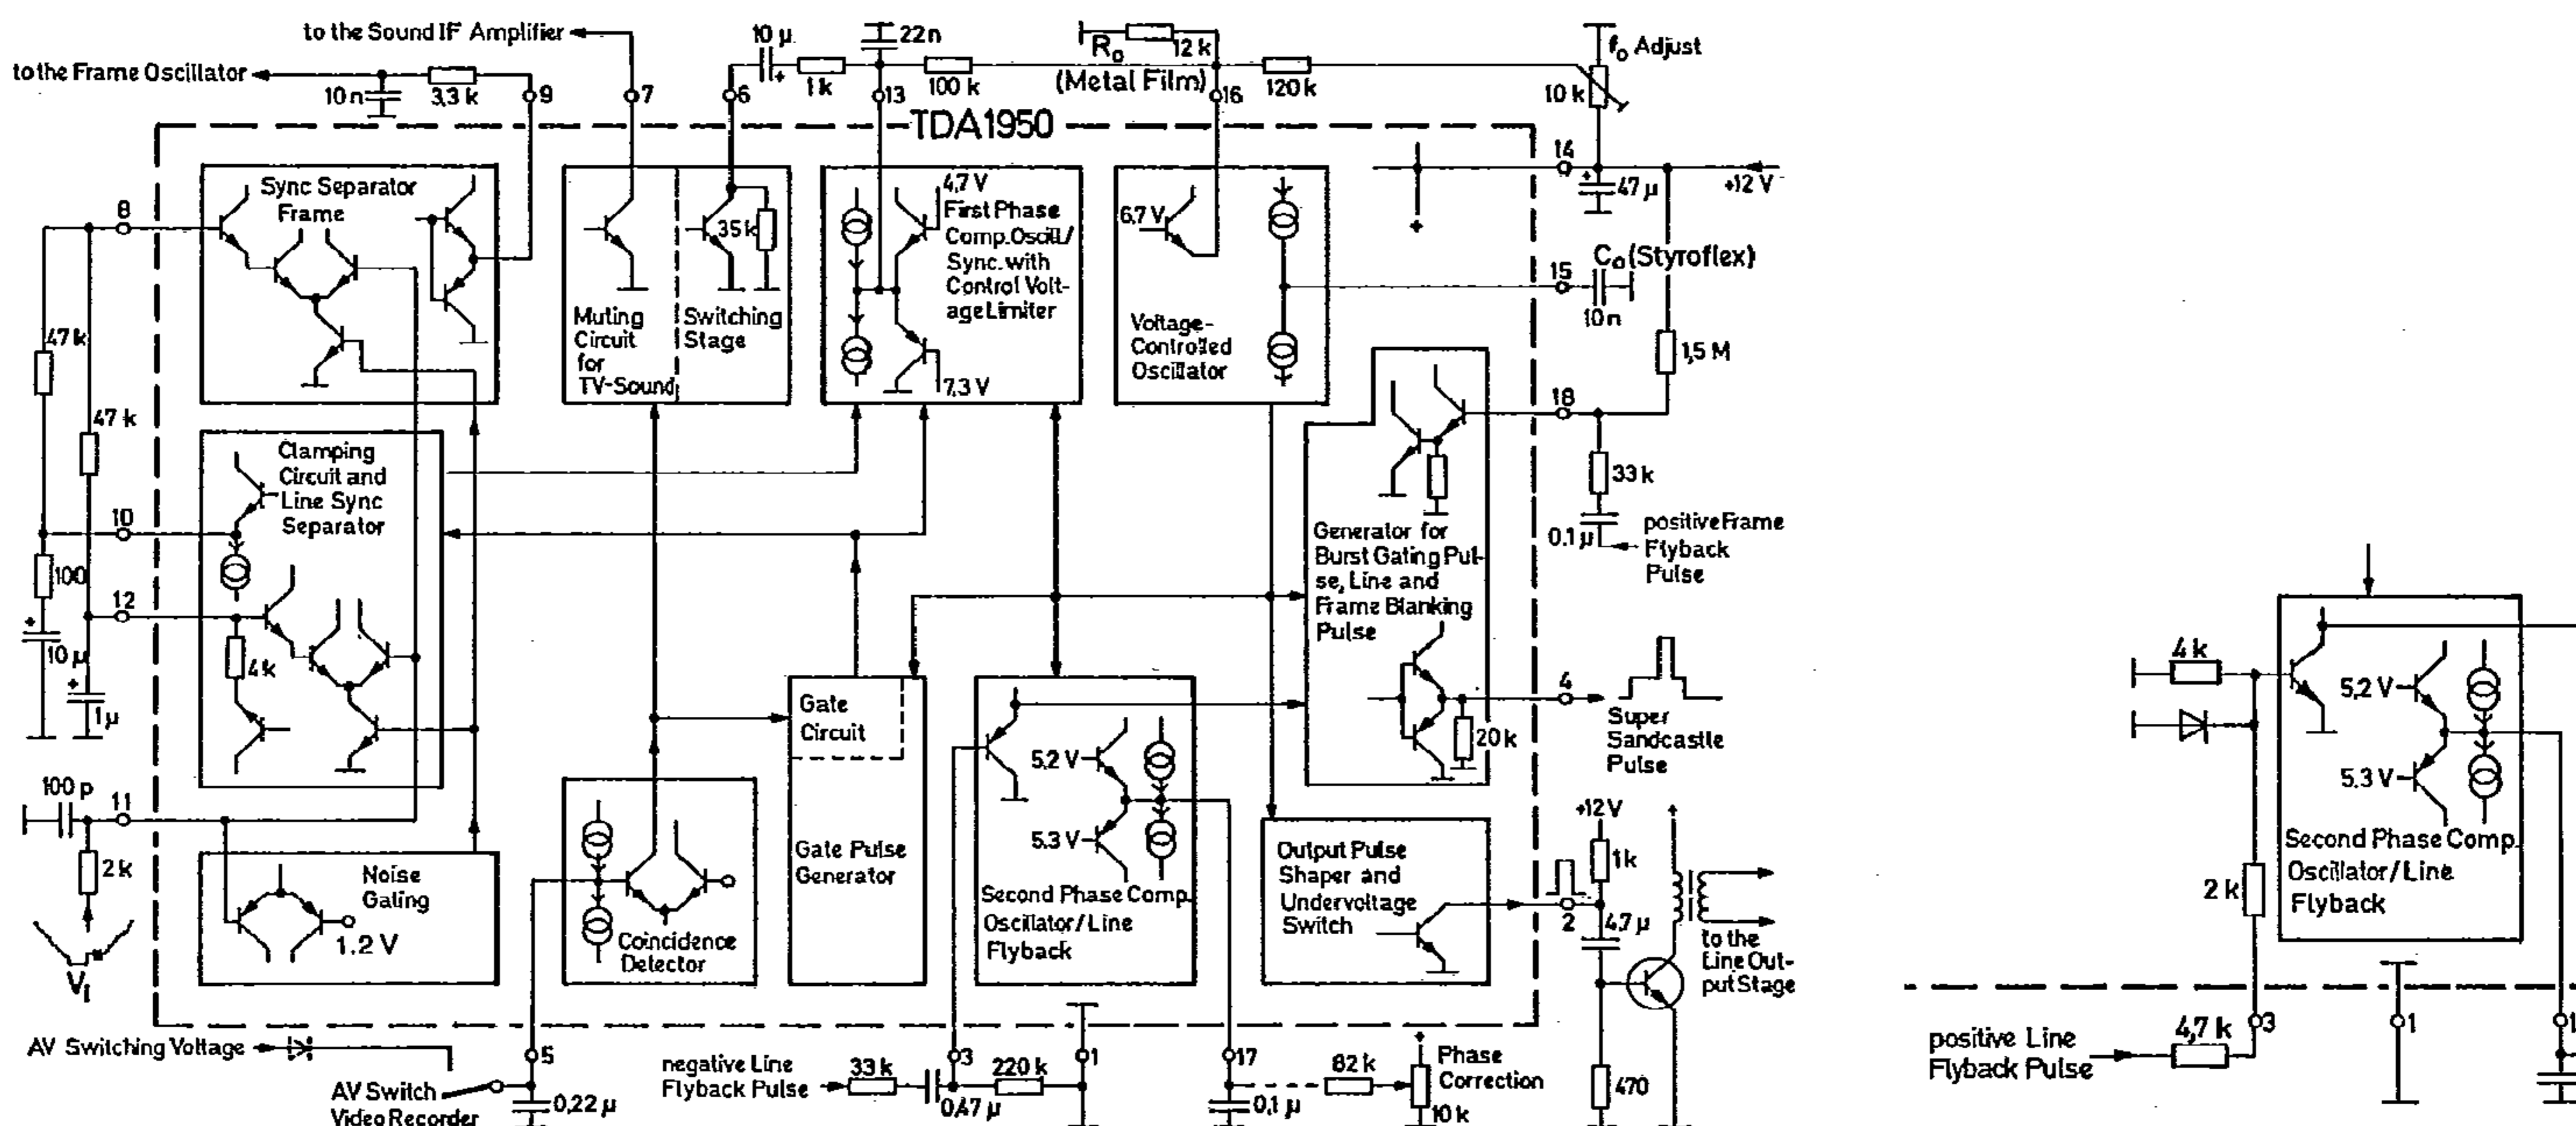 to the Sound IF Amplifier
to the Frame Oscillator
10 n
3,3 k
9
7
10 µ
+
6
1 k
22 n
13
100 k
R₀
12 k
(Metal Film)
16
120 k
f₀ Adjust
10 k
TDA1950
14
+
47 µ
+12 V
8
Sync Separator
Frame
Muting
Circuit
for
TV-Sound
Switching
Stage
35 k
4,7 V
First Phase
Comp. Oscill/
Sync. with
Control Volt-
age Limiter
7,3 V
6,7 V
Voltage-
Controlled
Oscillator
+
15
C₀ (Styroflex)
10 n
1,5 M
18
33 k
0.1 µ
positive Frame
Flyback
Pulse
47 k
47 k
Clamping
Circuit and
Line Sync
Separator
10
100
12
+
10 µ
+
1 µ
4 k
Generator for
Burst Gating Pul-
se, Line and
Frame Blanking
Pulse
4
20 k
Super
Sandcastle
Pulse
Gate
Circuit
Gate Pulse
Generator
5,2 V
5.3 V
Second Phase Comp.
Oscillator/Line
Flyback
100 p
11
2 k
V_I
Noise
Gating
1.2 V
Coincidence
Detector
Output Pulse
Shaper and
Undervoltage
Switch
+12 V
1 k
2
4,7 µ
+
to the
Line Out-
put Stage
470
AV Switching Voltage
AV Switch
Video Recorder
5
0,22 µ
negative Line
Flyback Pulse
33 k
0,47 µ
3
220 k
1
17
0,1 µ
82 k
+
Phase
Correction
10 k
4 k
5,2 V
5.3 V
Second Phase Comp.
Oscillator/Line
Flyback
2 k
positive Line
Flyback Pulse
4,7 k
3
1